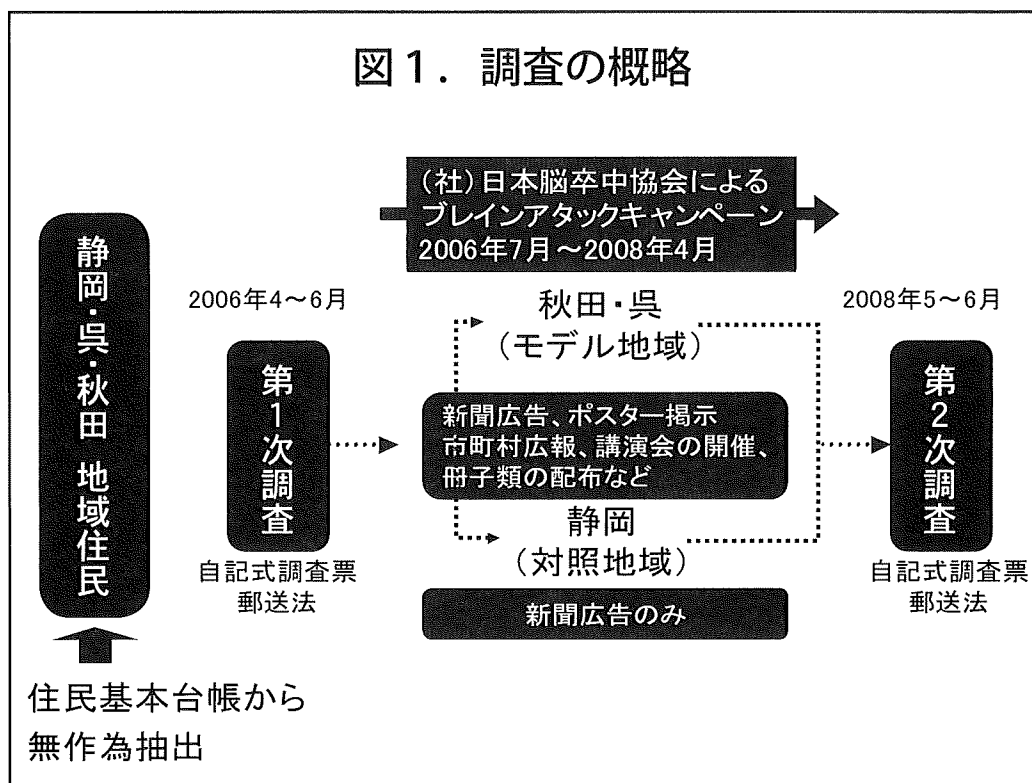 図１．調査の概略
（社）日本脳卒中協会による
ブレインアタックキャンペーン
2006年7月～2008年4月
静岡・呉・秋田 地域住民
2006年4～6月
第1次調査
自記式調査票
郵送法
秋田・呉
（モデル地域）
新聞広告、ポスター掲示
市町村広報、講演会の開催、
冊子類の配布など
静岡
（対照地域）
新聞広告のみ
2008年5～6月
第2次調査
自記式調査票
郵送法
住民基本台帳から
無作為抽出